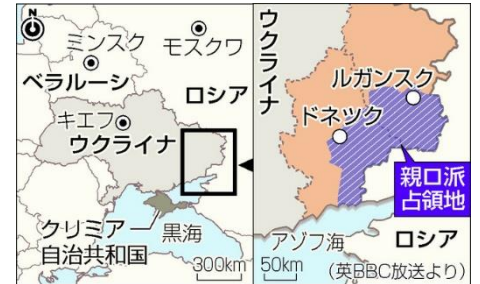 ミンスク
モスクワ
ベラルーシ
ロシア
キエフ
ウクライナ
クリミア
自治共和国
黒海
300km
ウクライナ
ルガンスク
ドネツク
親ロ派
占領地
アゾフ海
ロシア
50km
(英BBC放送より)